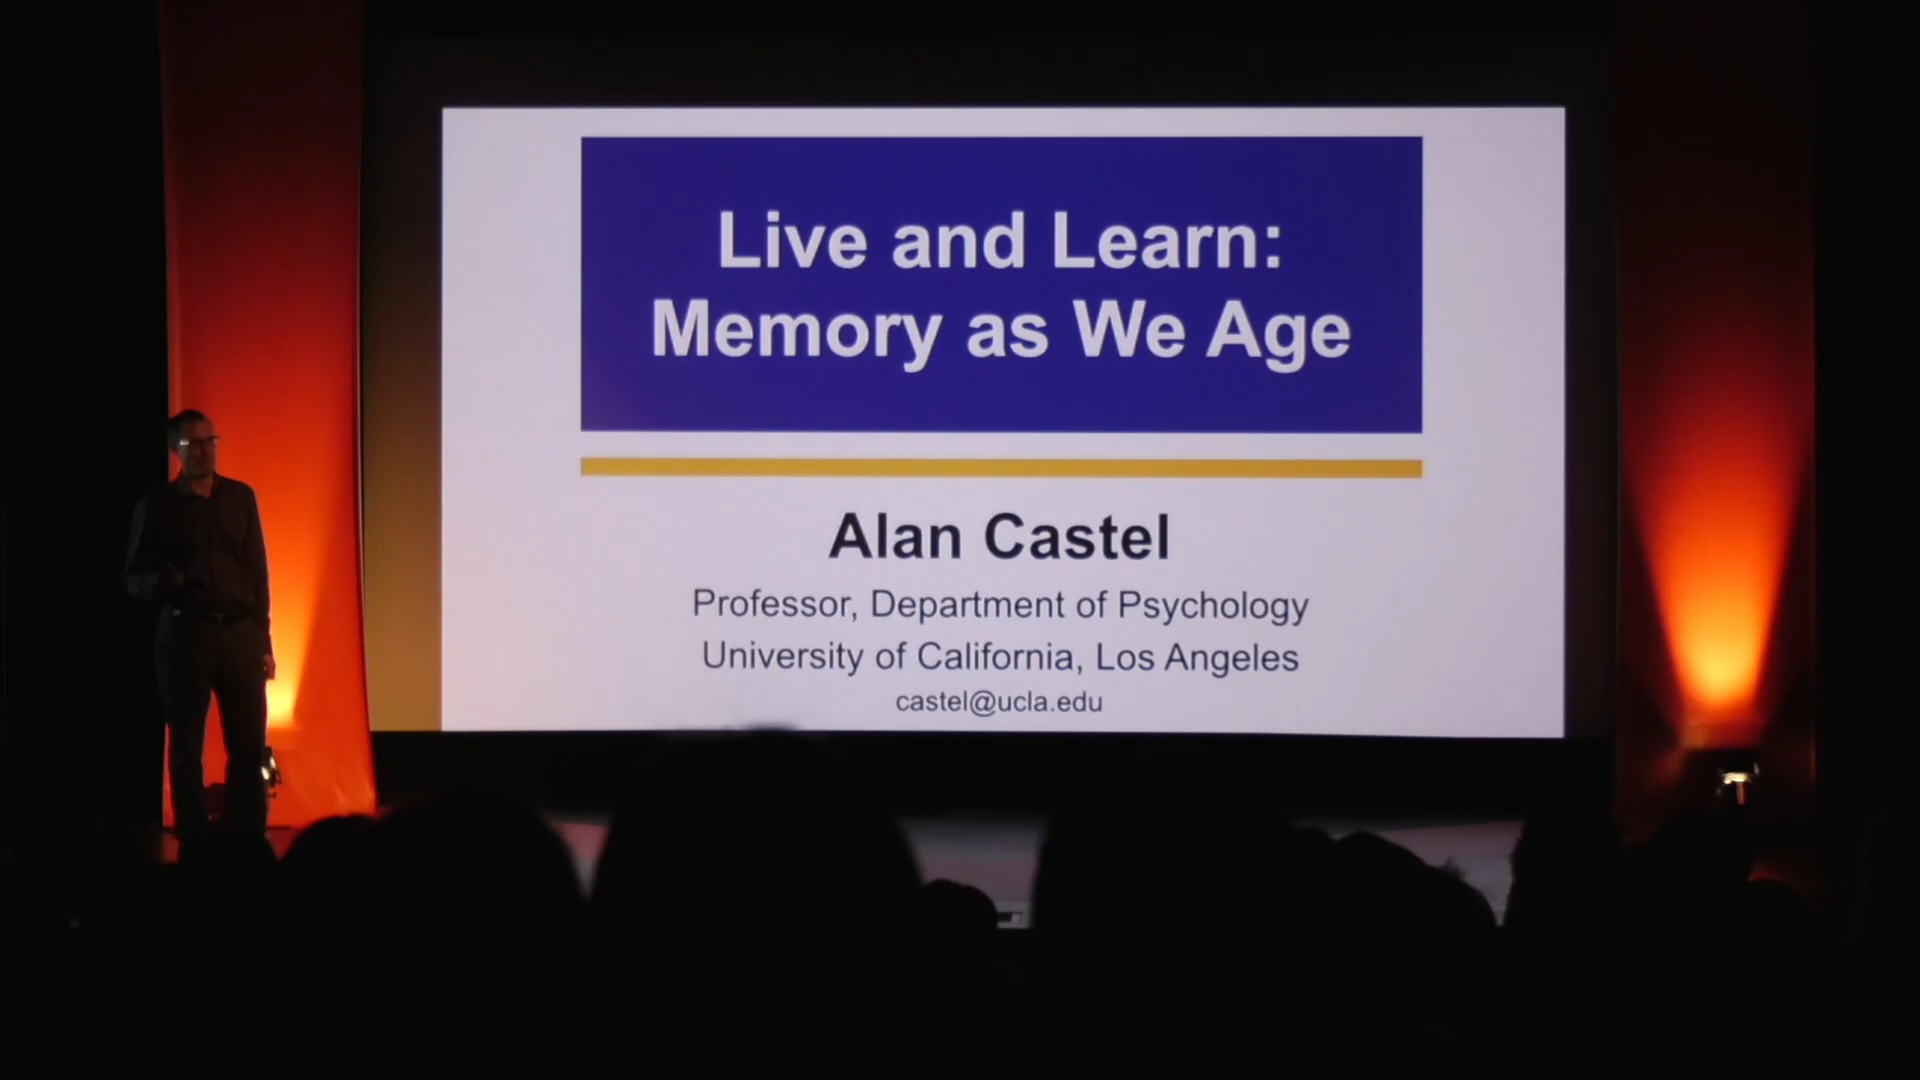 Live and Learn:
Memory as We Age
Alan Castel
Professor, Department of Psychology
University of California, Los Angeles
castel@ucla.edu